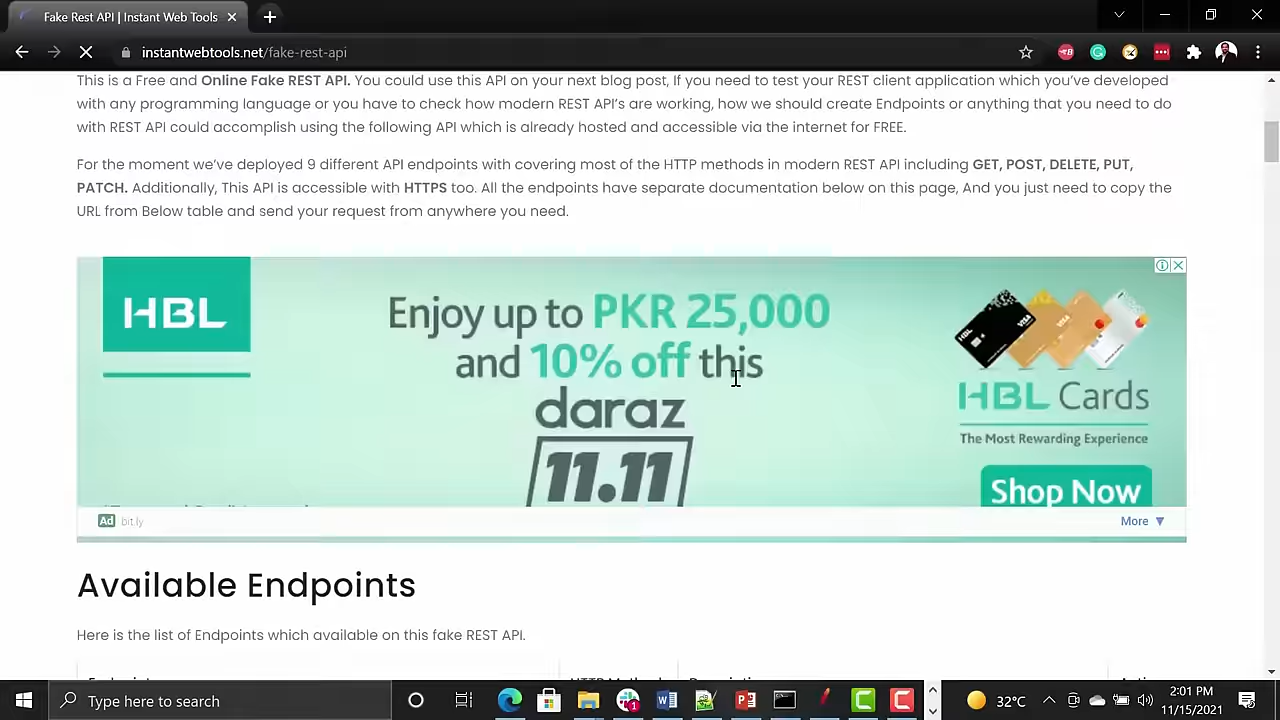 Fake Rest API | Instant Web Tools
instantwebtools.net/fake-rest-api
This is a Free and Online Fake REST API. You could use this API on your next blog post, If you need to test your REST client application which you've developed
with any programming language or you have to check how modern REST API's are working, how we should create Endpoints or anything that you need to do
with REST API could accomplish using the following API which is already hosted and accessible via the internet for FREE.
For the moment we've deployed 9 different API endpoints with covering most of the HTTP methods in modern REST API including GET, POST, DELETE, PUT,
PATCH. Additionally, This API is accessible with HTTPS too. All the endpoints have separate documentation below on this page, And you just need to copy the
URL from Below table and send your request from anywhere you need.
HBL
Enjoy up to PKR 25,000
and 10% off this
daraz
11.11
HBL Cards
The Most Rewarding Experience
Shop Now
Ad bit.ly
More
Available Endpoints
Here is the list of Endpoints which available on this fake REST API.
Type here to search
32°C
2:01 PM
11/15/2021